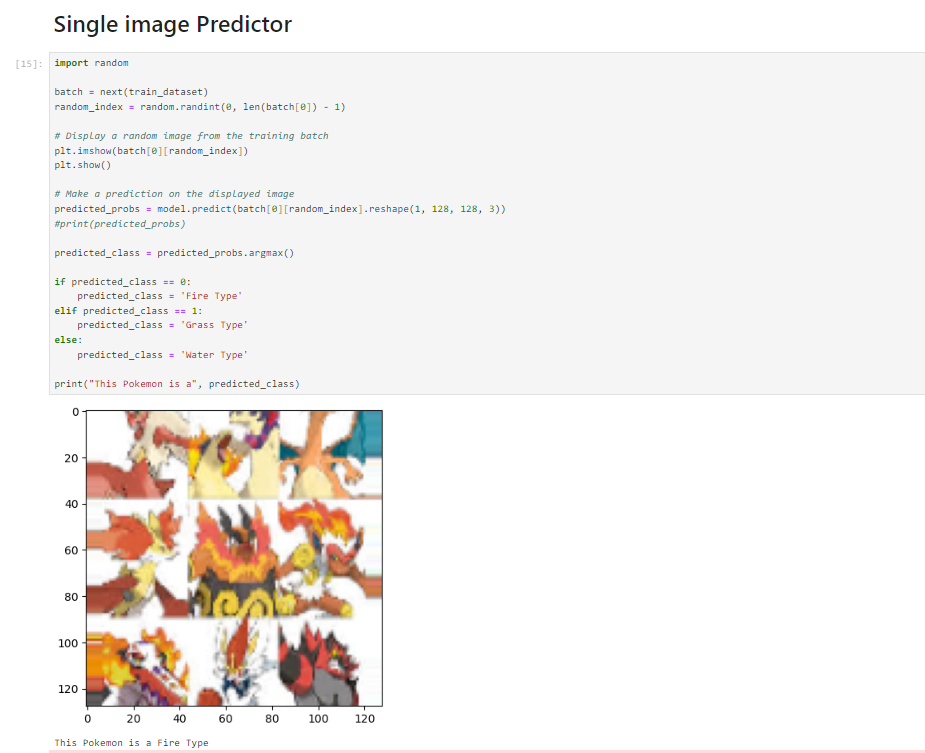 Single image Predictor
[15]:
import random
batch = next(train_dataset)
random_index = random.randint(0, len(batch[0]) - 1)
# Display a random image from the training batch
plt.imshow(batch[0][random_index])
plt.show()
# Make a prediction on the displayed image
predicted_probs = model.predict(batch[0][random_index].reshape(1, 128, 128, 3))
#print(predicted_probs)
predicted_class = predicted_probs.argmax()
if predicted_class == 0:
predicted_class = 'Fire Type'
elif predicted_class == 1:
predicted_class = 'Grass Type'
else:
predicted_class = 'Water Type'
print("This Pokemon is a", predicted_class)
0
20
40
60
80
100
120
0 20 40 60 80 100 120
This Pokemon is a Fire Type